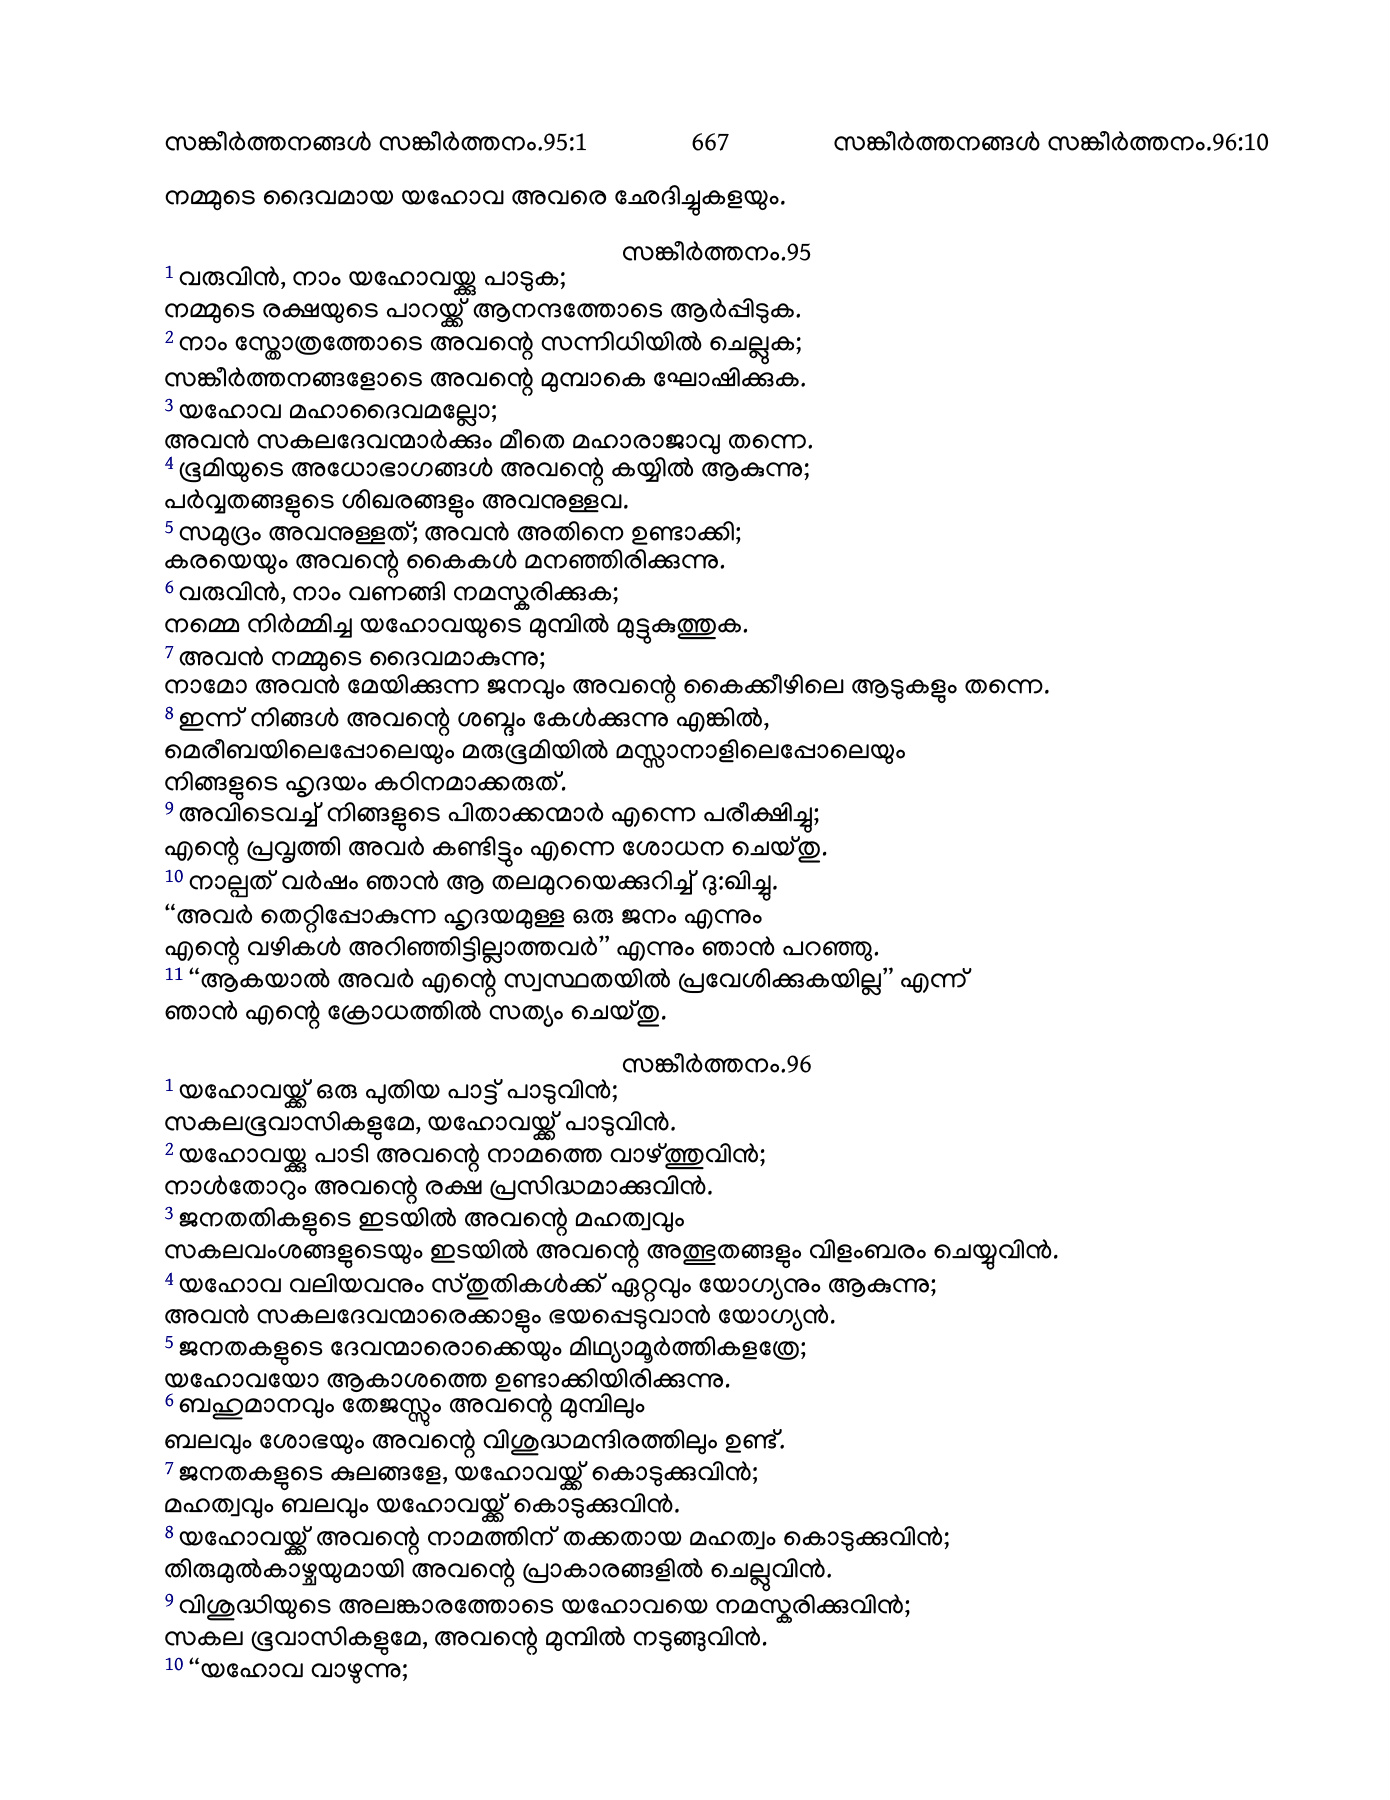 സങ്കീർത്തനങ്ങൾ സങ്കീർത്തനം.95:1 667 സങ്കീർത്തനങ്ങൾ സങ്കീർത്തനം.96:10
നമ്മുടെ ദൈവമായ യഹോവ അവരെ ഛേദിച്ചുകളയും.
സങ്കീർത്തനം.95
1 വരുവിൻ, നാം യഹോവയ്ക്കു പാടുക;
നമ്മുടെ രക്ഷയുടെ പാറയ്ക്ക് ആനന്ദത്തോടെ ആർപ്പിടുക.
2 നാം സ്തോത്രത്തോടെ അവന്റെ സന്നിധിയിൽ ചെല്ലുക;
സങ്കീർത്തനങ്ങളോടെ അവന്റെ മുമ്പാകെ ഘോഷിക്കുക.
3 യഹോവ മഹാദൈവമല്ലോ;
അവൻ സകലദേവന്മാർക്കും മീതെ മഹാരാജാവു തന്നെ.
4 ഭൂമിയുടെ അധോഭാഗങ്ങൾ അവന്റെ കയ്യിൽ ആകുന്നു;
പർവ്വതങ്ങളുടെ ശിഖരങ്ങളും അവനുള്ളവ.
5 സമുദ്രം അവനുള്ളത്; അവൻ അതിനെ ഉണ്ടാക്കി;
കരയെയും അവന്റെ കൈകൾ മനഞ്ഞിരിക്കുന്നു.
6 വരുവിൻ, നാം വണങ്ങി നമസ്കരിക്കുക;
നമ്മെ നിർമ്മിച്ച യഹോവയുടെ മുമ്പിൽ മുട്ടുകുത്തുക.
7 അവൻ നമ്മുടെ ദൈവമാകുന്നു;
നാമോ അവൻ മേയിക്കുന്ന ജനവും അവന്റെ കൈക്കീഴിലെ ആടുകളും തന്നെ.
8 ഇന്ന് നിങ്ങൾ അവന്റെ ശബ്ദം കേൾക്കുന്നു എങ്കിൽ,
മെരീബയിലെപ്പോലെയും മരുഭൂമിയിൽ മസ്സാനാളിലെപ്പോലെയും
നിങ്ങളുടെ ഹൃദയം കഠിനമാക്കരുത്.
9 അവിടെവച്ച് നിങ്ങളുടെ പിതാക്കന്മാർ എന്നെ പരീക്ഷിച്ചു;
എന്റെ പ്രവൃത്തി അവർ കണ്ടിട്ടും എന്നെ ശോധന ചെയ്തു.
10 നാല്പത് വർഷം ഞാൻ ആ തലമുറയെക്കുറിച്ച് ദു:ഖിച്ചു.
“അവർ തെറ്റിപ്പോകുന്ന ഹൃദയമുള്ള ഒരു ജനം എന്നും
എന്റെ വഴികൾ അറിഞ്ഞിട്ടില്ലാത്തവർ” എന്നും ഞാൻ പറഞ്ഞു.
11 “ആകയാൽ അവർ എന്റെ സ്വസ്ഥതയിൽ പ്രവേശിക്കുകയില്ല” എന്ന്
ഞാൻ എന്റെ ക്രോധത്തിൽ സത്യം ചെയ്തു.
സങ്കീർത്തനം.96
1 യഹോവയ്ക്ക് ഒരു പുതിയ പാട്ട് പാടുവിൻ;
സകലഭൂവാസികളുമേ, യഹോവയ്ക്ക് പാടുവിൻ.
2 യഹോവയ്ക്കു പാടി അവന്റെ നാമത്തെ വാഴ്ത്തുവിൻ;
നാൾതോറും അവന്റെ രക്ഷ പ്രസിദ്ധമാക്കുവിൻ.
3 ജനതതികളുടെ ഇടയിൽ അവന്റെ മഹത്വവും
സകലവംശങ്ങളുടെയും ഇടയിൽ അവന്റെ അത്ഭുതങ്ങളും വിളംബരം ചെയ്യുവിൻ.
4 യഹോവ വലിയവനും സ്തുതികൾക്ക് ഏറ്റവും യോഗ്യനും ആകുന്നു;
അവൻ സകലദേവന്മാരെക്കാളും ഭയപ്പെടുവാൻ യോഗ്യൻ.
5 ജനതകളുടെ ദേവന്മാരൊക്കെയും മിഥ്യാമൂർത്തികളത്രേ;
യഹോവയോ ആകാശത്തെ ഉണ്ടാക്കിയിരിക്കുന്നു.
6 ബഹുമാനവും തേജസ്സും അവന്റെ മുമ്പിലും
ബലവും ശോഭയും അവന്റെ വിശുദ്ധമന്ദിരത്തിലും ഉണ്ട്.
7 ജനതകളുടെ കുലങ്ങളേ, യഹോവയ്ക്ക് കൊടുക്കുവിൻ;
മഹത്വവും ബലവും യഹോവയ്ക്ക് കൊടുക്കുവിൻ.
8 യഹോവയ്ക്ക് അവന്റെ നാമത്തിന് തക്കതായ മഹത്വം കൊടുക്കുവിൻ;
തിരുമുൽകാഴ്ചയുമായി അവന്റെ പ്രാകാരങ്ങളിൽ ചെല്ലുവിൻ.
9 വിശുദ്ധിയുടെ അലങ്കാരത്തോടെ യഹോവയെ നമസ്കരിക്കുവിൻ;
സകല ഭൂവാസികളുമേ, അവന്റെ മുമ്പിൽ നടുങ്ങുവിൻ.
10 “യഹോവ വാഴുന്നു;